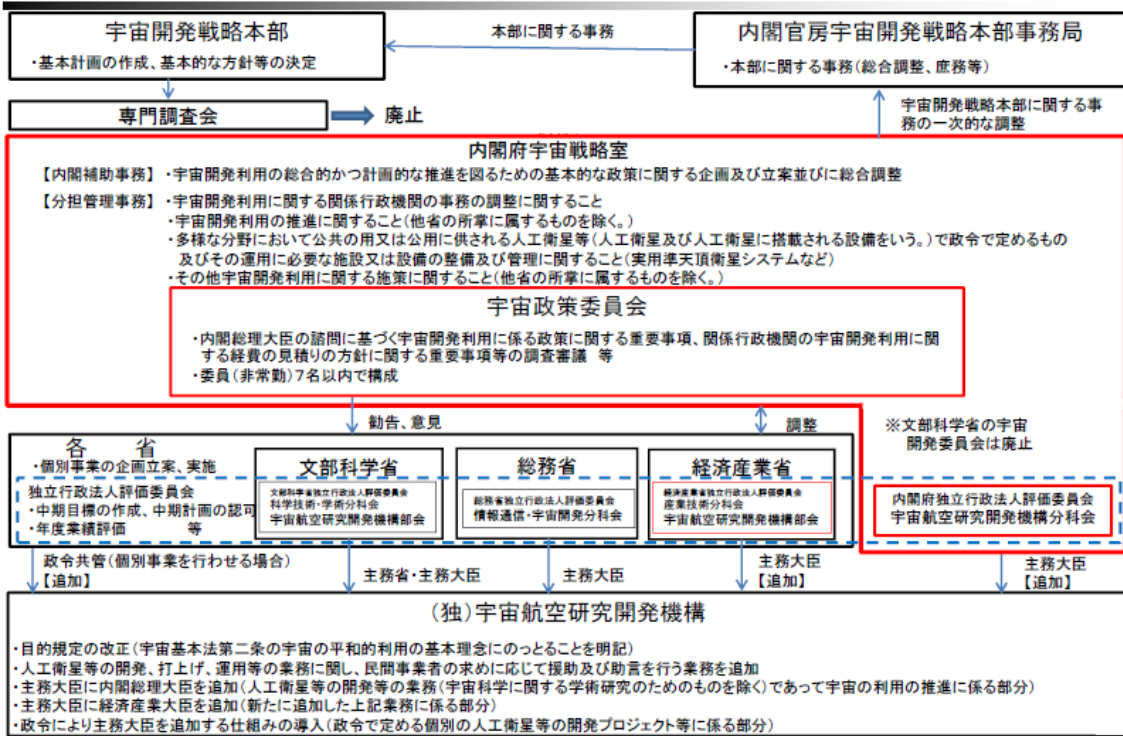 宇宙開発戦略本部
・基本計画の作成、基本的な方針等の決定
本部に関する事務
内閣官房宇宙開発戦略本部事務局
・本部に関する事務(総合調整、庶務等)
専門調査会
廃止
宇宙開発戦略本部に関する事
務の一次的な調整
内閣府宇宙戦略室
【内閣補助事務】・宇宙開発利用の総合的かつ計画的な推進を図るための基本的な政策に関する企画及び立案並びに総合調整
【分担管理事務】・宇宙開発利用に関する関係行政機関の事務の調整に関すること
・宇宙開発利用の推進に関すること(他省の所掌に属するものを除く。)
・多様な分野において公共の用又は公用に供される人工衛星等(人工衛星及び人工衛星に搭載される設備をいう。)で政令で定めるもの
及びその運用に必要な施設又は設備の整備及び管理に関すること(実用準天頂衛星システムなど)
・その他宇宙開発利用に関する施策に関すること(他省の所掌に属するものを除く。)
宇宙政策委員会
・内閣総理大臣の諮問に基づく宇宙開発利用に係る政策に関する重要事項、関係行政機関の宇宙開発利用に関
する経費の見積りの方針に関する重要事項等の調査審議 等
・委員(非常勤)7名以内で構成
勧告、意見
調整
※文部科学省の宇宙
開発委員会は廃止
各 省
・個別事業の企画立案、実施
独立行政法人評価委員会
・中期目標の作成、中期計画の認可
・年度業績評価 等
文部科学省
文部科学省独立行政法人評価委員会
科学技術・学術分科会
宇宙航空研究開発機構部会
総務省
総務省独立行政法人評価委員会
情報通信・宇宙開発分科会
経済産業省
経済産業省独立行政法人評価委員会
産業技術分科会
宇宙航空研究開発機構部会
内閣府独立行政法人評価委員会
宇宙航空研究開発機構分科会
政令共管(個別事業を行わせる場合)
【追加】
主務省・主務大臣
主務大臣
主務大臣
【追加】
主務大臣
【追加】
(独)宇宙航空研究開発機構
・目的規定の改正(宇宙基本法第二条の宇宙の平和的利用の基本理念にのっとることを明記)
・人工衛星等の開発、打上げ、運用等の業務に関し、民間事業者の求めに応じて援助及び助言を行う業務を追加
・主務大臣に内閣総理大臣を追加(人工衛星等の開発等の業務(宇宙科学に関する学術研究のためのものを除く)であって宇宙の利用の推進に係る部分)
・主務大臣に経済産業大臣を追加(新たに追加した上記業務に係る部分)
・政令により主務大臣を追加する仕組みの導入(政令で定める個別の人工衛星等の開発プロジェクト等に係る部分)